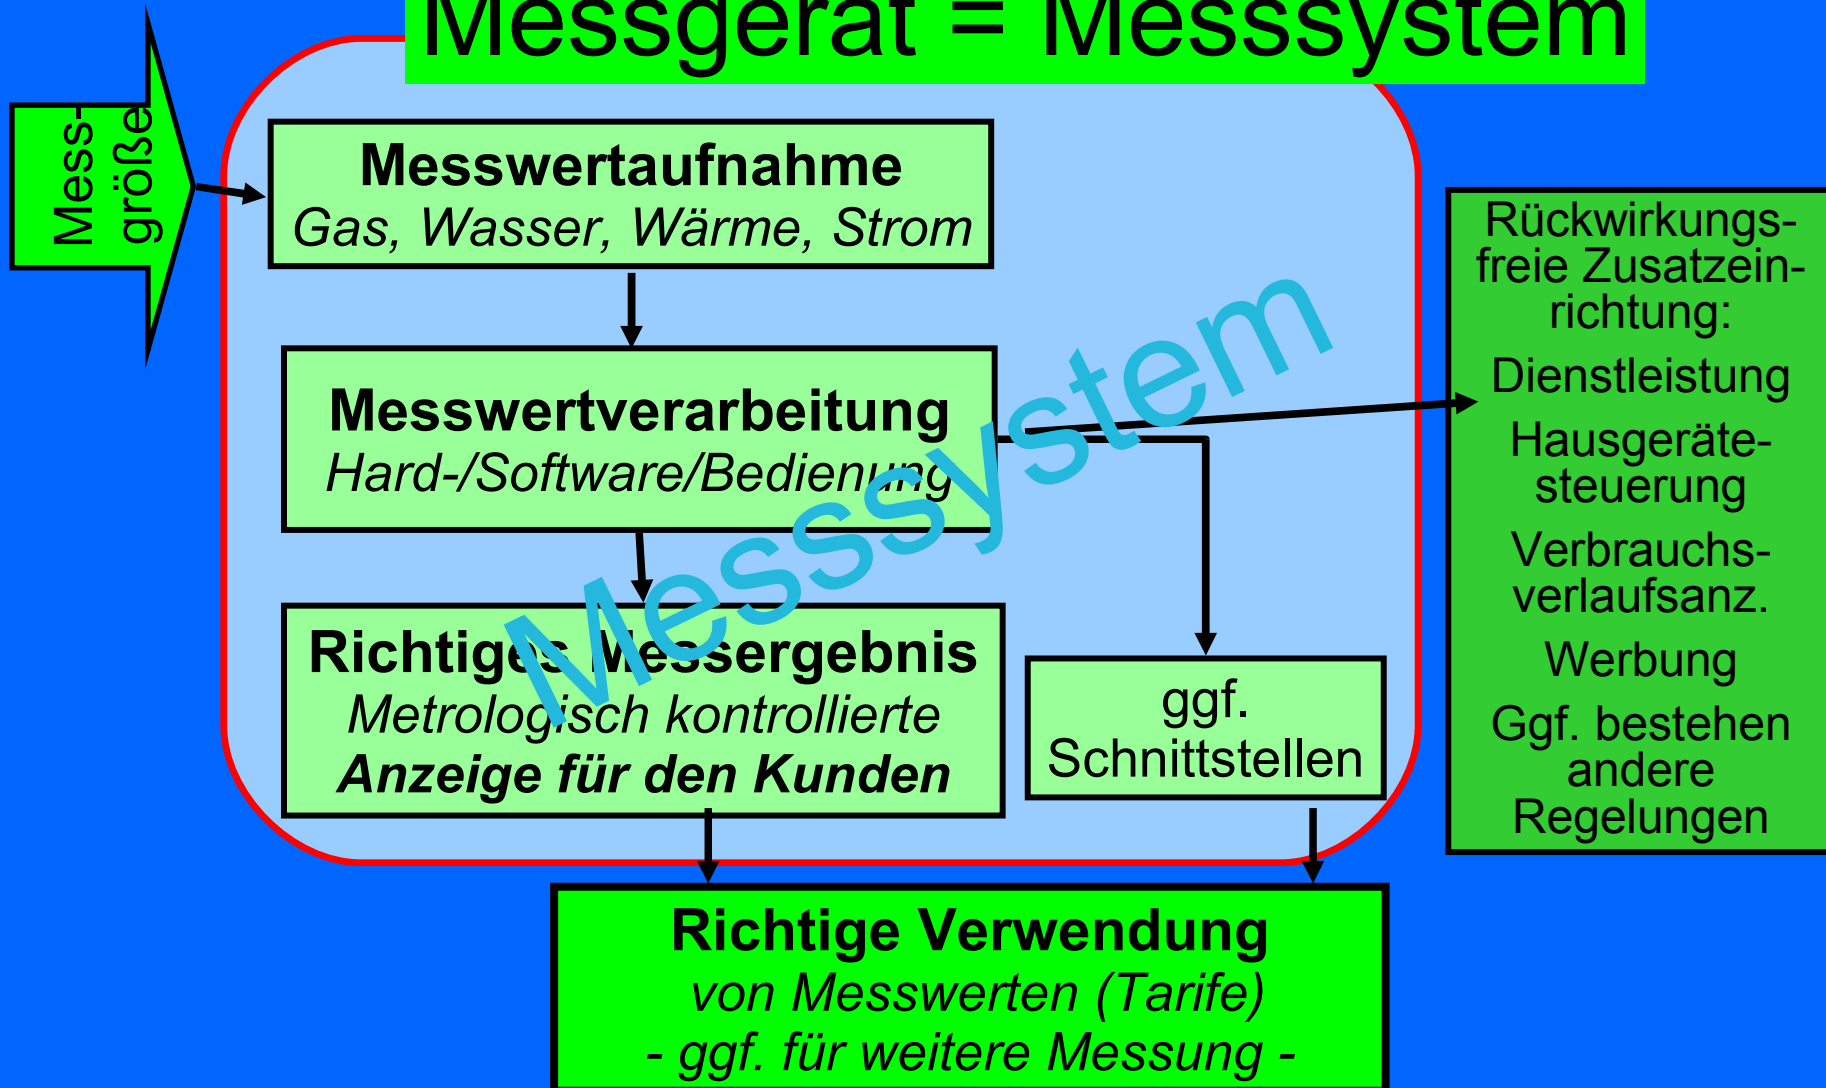 Messgerät = Messsystem
Mess-
größe
Messwertaufnahme
Gas, Wasser, Wärme, Strom
Messwertverarbeitung
Hard-/Software/Bedienung
Richtiges Messergebnis
Metrologisch kontrollierte
Anzeige für den Kunden
ggf.
Schnittstellen
Messsystem
Rückwirkungs-
freie Zusatzein-
richtung:
Dienstleistung
Hausgeräte-
steuerung
Verbrauchs-
verlaufsanz.
Werbung
Ggf. bestehen
andere
Regelungen
Richtige Verwendung
von Messwerten (Tarife)
- ggf. für weitere Messung -